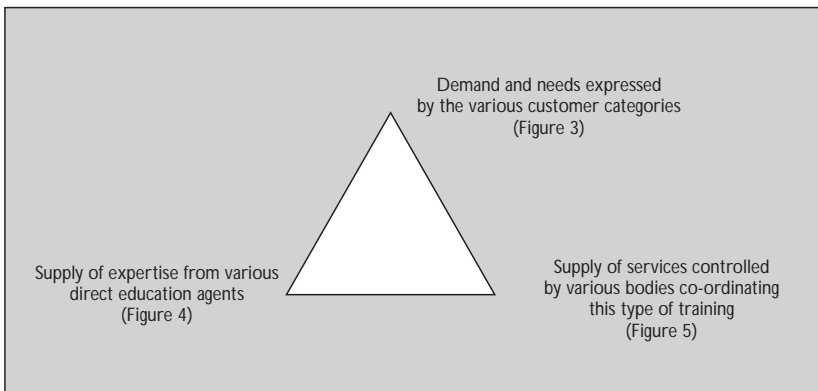 Demand and needs expressed
by the various customer categories
(Figure 3)
Supply of expertise from various
direct education agents
(Figure 4)
Supply of services controlled
by various bodies co-ordinating
this type of training
(Figure 5)